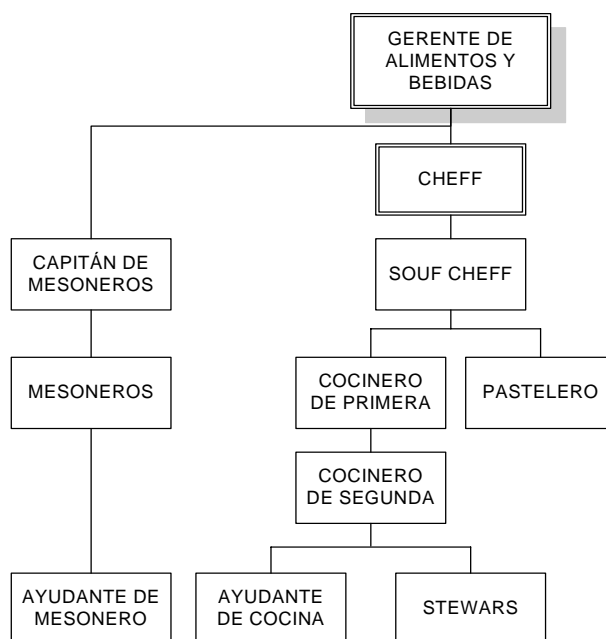 GERENTE DE
ALIMENTOS Y
BEBIDAS
CHEFF
CAPITÁN DE
MESONEROS
SOUF CHEFF
MESONEROS
COCINERO
DE PRIMERA
PASTELERO
COCINERO
DE SEGUNDA
AYUDANTE DE
MESONERO
AYUDANTE
DE COCINA
STEWARS